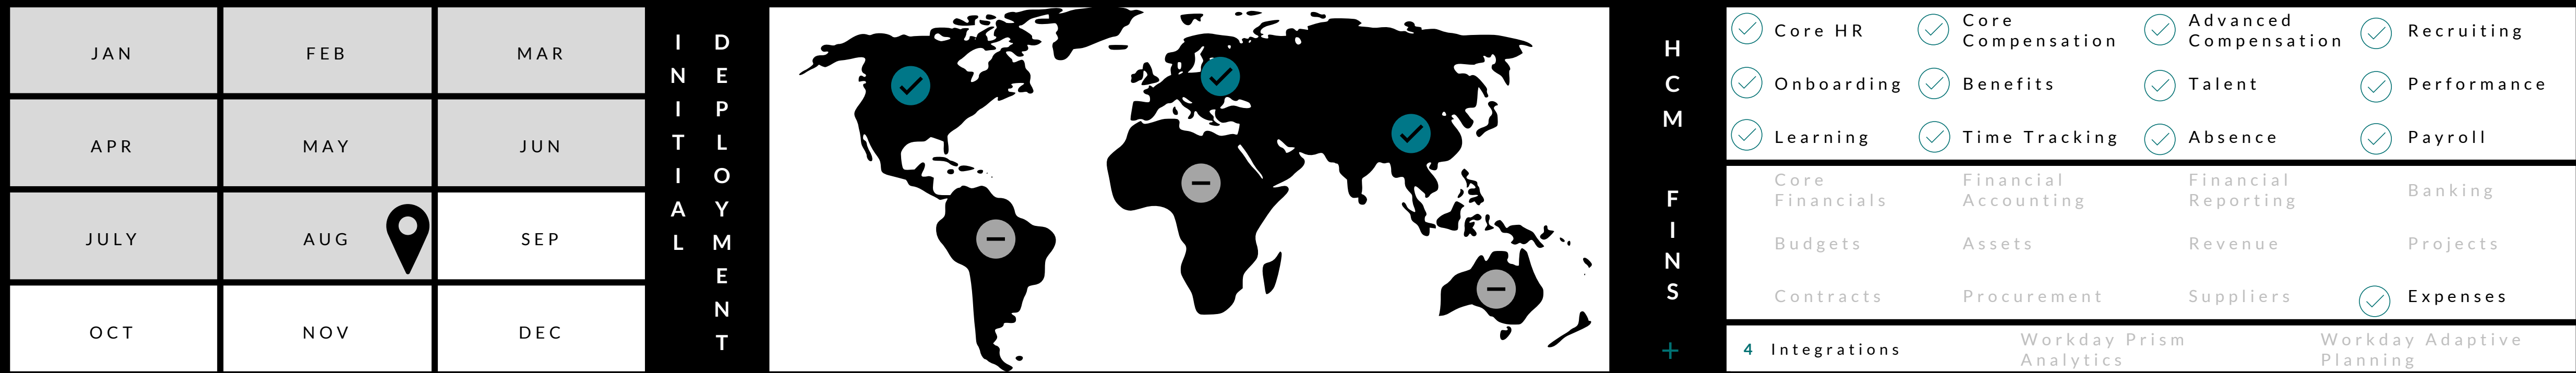 JAN
FEB
MAR
APR
MAY
JUN
JULY
AUG
SEP
OCT
NOV
DEC
INITIAL
DEPLOYMENT
HCM
FINS
+
Core HR
Core
Compensation
Advanced
Compensation
Recruiting
Onboarding
Benefits
Talent
Performance
Learning
Time Tracking
Absence
Payroll
Core
Financials
Financial
Accounting
Financial
Reporting
Banking
Budgets
Assets
Revenue
Projects
Contracts
Procurement
Suppliers
Expenses
4 Integrations
Workday Prism
Analytics
Workday Adaptive
Planning